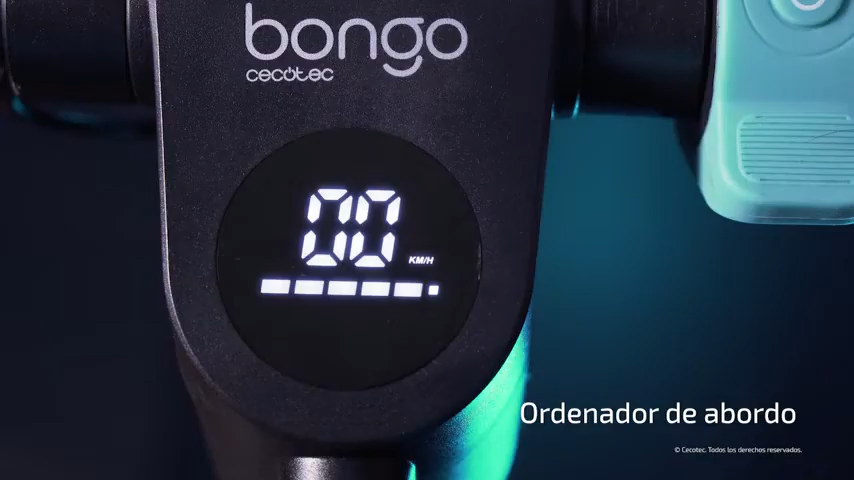 bongo
cecotec
00
KM/H
Ordenador de abordo
© Cecotec. Todos los derechos reservados.